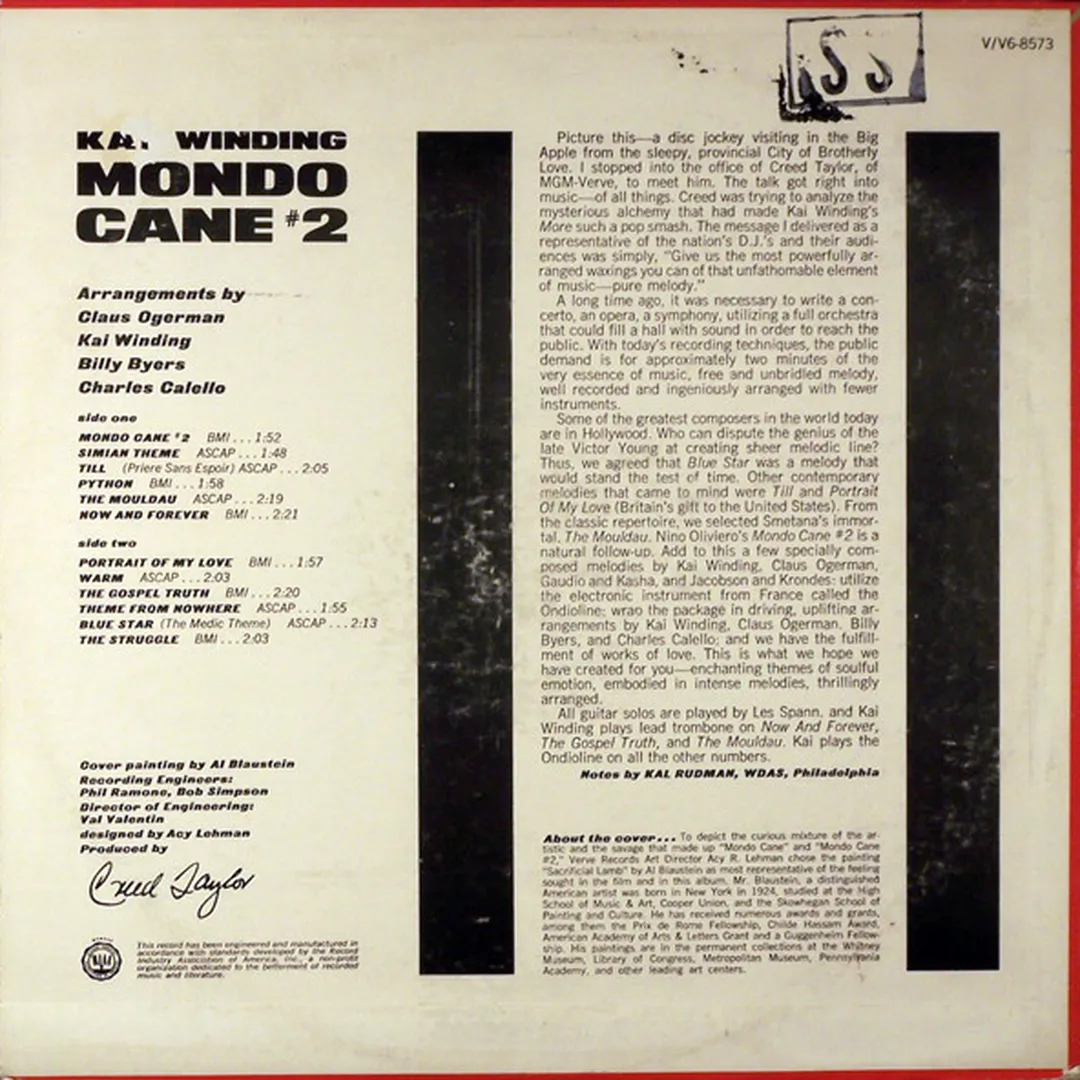 SS
V/V6-8573
KAI WINDING
MONDO
CANE #2
Arrangements by
Claus Ogerman
Kai Winding
Billy Byers
Charles Calello
side one
MONDO CANE #2 BMI . . . 1:52
SIMIAN THEME ASCAP . . . 1:48
TILL (Priere Sans Espoir) ASCAP . . . 2:05
PYTHON BMI . . . 1:58
THE MOULDAU ASCAP . . . 2:19
NOW AND FOREVER BMI . . . 2:21
side two
PORTRAIT OF MY LOVE BMI . . . 1:57
WARM ASCAP . . . 2:03
THE GOSPEL TRUTH BMI . . . 2:20
THEME FROM NOWHERE ASCAP . . . 1:55
BLUE STAR (The Medic Theme) ASCAP . . . 2:13
THE STRUGGLE BMI . . . 2:03
Cover painting by Al Blaustein
Recording Engineers:
Phil Ramone, Bob Simpson
Director of Engineering:
Val Valentin
designed by Acy Lehman
Produced by
Creed Taylor
RIAA
This record has been engineered and manufactured in
accordance with standards developed by the Record
Industry Association of America, Inc., a non-profit
organization dedicated to the betterment of recorded
music and literature.
Picture this—a disc jockey visiting in the Big
Apple from the sleepy, provincial City of Brotherly
Love. I stopped into the office of Creed Taylor, of
MGM-Verve, to meet him. The talk got right into
music—of all things. Creed was trying to analyze the
mysterious alchemy that had made Kai Winding's
More such a pop smash. The message I delivered as a
representative of the nation's D.J.'s and their audi-
ences was simply, "Give us the most powerfully ar-
ranged waxings you can of that unfathomable element
of music—pure melody."
A long time ago, it was necessary to write a con-
certo, an opera, a symphony, utilizing a full orchestra
that could fill a hall with sound in order to reach the
public. With today's recording techniques, the public
demand is for approximately two minutes of the
very essence of music, free and unbridled melody,
well recorded and ingeniously arranged with fewer
instruments.
Some of the greatest composers in the world today
are in Hollywood. Who can dispute the genius of the
late Victor Young at creating sheer melodic line?
Thus, we agreed that Blue Star was a melody that
would stand the test of time. Other contemporary
melodies that came to mind were Till and Portrait
Of My Love (Britain's gift to the United States). From
the classic repertoire, we selected Smetana's immor-
tal, The Mouldau. Nino Oliviero's Mondo Cane #2 is a
natural follow-up. Add to this a few specially com-
posed melodies by Kai Winding, Claus Ogerman,
Gaudio and Kasha, and Jacobson and Krondes: utilize
the electronic instrument from France called the
Ondioline: wrap the package in driving, uplifting ar-
rangements by Kai Winding, Claus Ogerman, Billy
Byers, and Charles Calello; and we have the fulfill-
ment of works of love. This is what we hope we
have created for you—enchanting themes of soulful
emotion, embodied in intense melodies, thrillingly
arranged.
All guitar solos are played by Les Spann, and Kai
Winding plays lead trombone on Now And Forever,
The Gospel Truth, and The Mouldau. Kai plays the
Ondioline on all the other numbers.
Notes by KAL RUDMAN, WDAS, Philadelphia
About the cover... To depict the curious mixture of the ar-
tistic and the savage that made up "Mondo Cane" and "Mondo Cane
#2," Verve Records Art Director Acy R. Lehman chose the painting
"Sacrificial Lamb" by Al Blaustein as most representative of the feeling
sought in the film and in this album. Mr. Blaustein, a distinguished
American artist was born in New York in 1924, studied at the High
School of Music & Art, Cooper Union, and the Skowhegan School of
Painting and Culture. He has received numerous awards and grants,
among them the Prix de Rome Fellowship, Childe Hassam Award,
American Academy of Arts & Letters Grant and a Guggenheim Fellow-
ship. His paintings are in the permanent collections at the Whitney
Museum, Library of Congress, Metropolitan Museum, Pennsylvania
Academy, and other leading art centers.